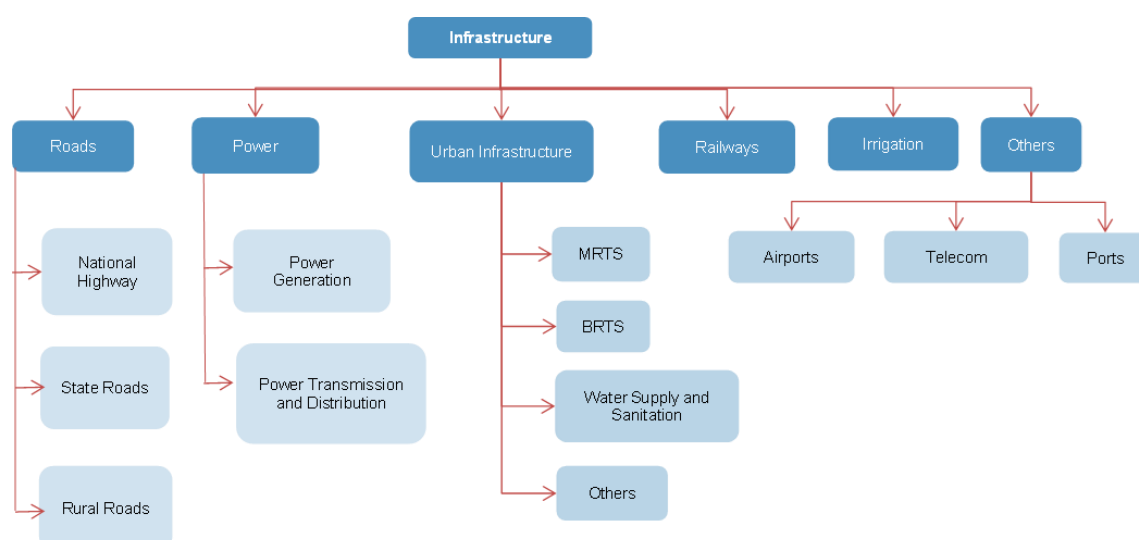 Infrastructure
Roads
Power
Urban Infrastructure
Railways
Irrigation
Others
National
Highway
State Roads
Rural Roads
Power
Generation
Power Transmission
and Distribution
MRTS
BRTS
Water Supply and
Sanitation
Others
Airports
Telecom
Ports